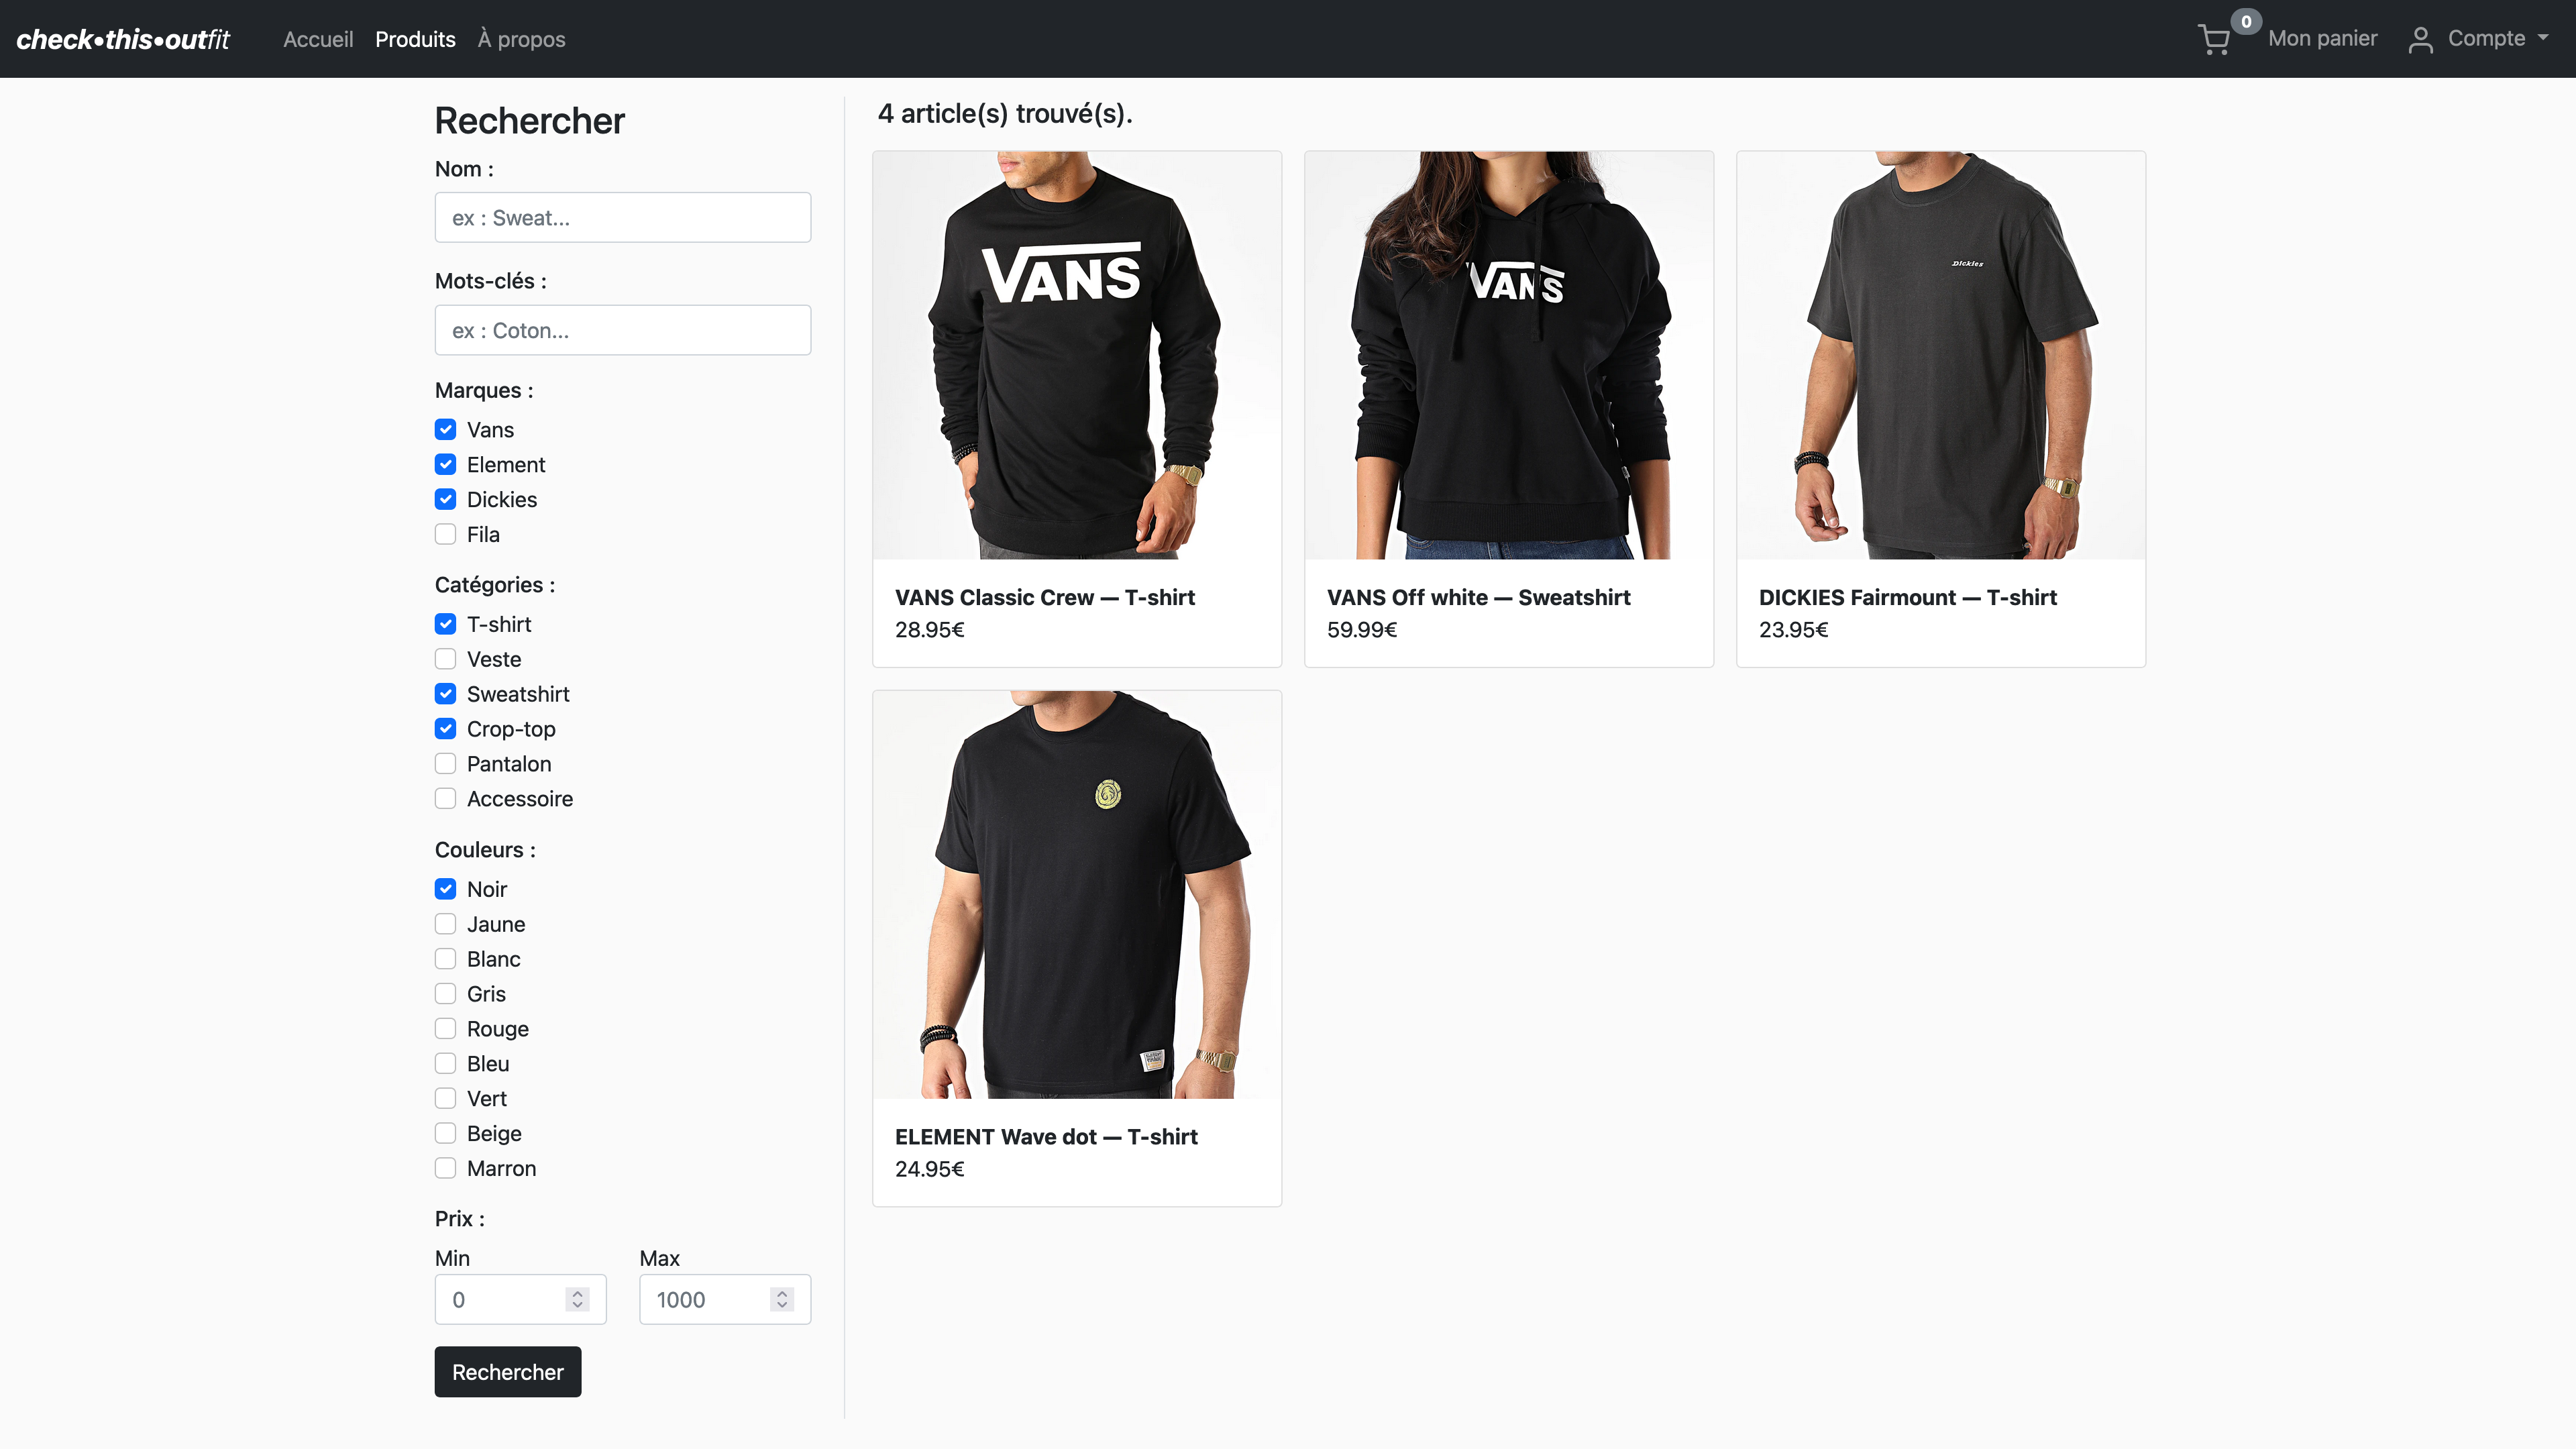 check•this•outfit
Accueil
Produits
À propos
0
Mon panier
Compte
Rechercher
Nom :
ex : Sweat...
Mots-clés :
ex : Coton...
Marques :
Vans
Element
Dickies
Fila
Catégories :
T-shirt
Veste
Sweatshirt
Crop-top
Pantalon
Accessoire
Couleurs :
Noir
Jaune
Blanc
Gris
Rouge
Bleu
Vert
Beige
Marron
Prix :
Min
Max
0
1000
Rechercher
4 article(s) trouvé(s).
VANS
VANS Classic Crew — T-shirt
28.95€
VANS
VANS Off white — Sweatshirt
59.99€
Dickies
DICKIES Fairmount — T-shirt
23.95€
ELEMENT Wave dot — T-shirt
24.95€